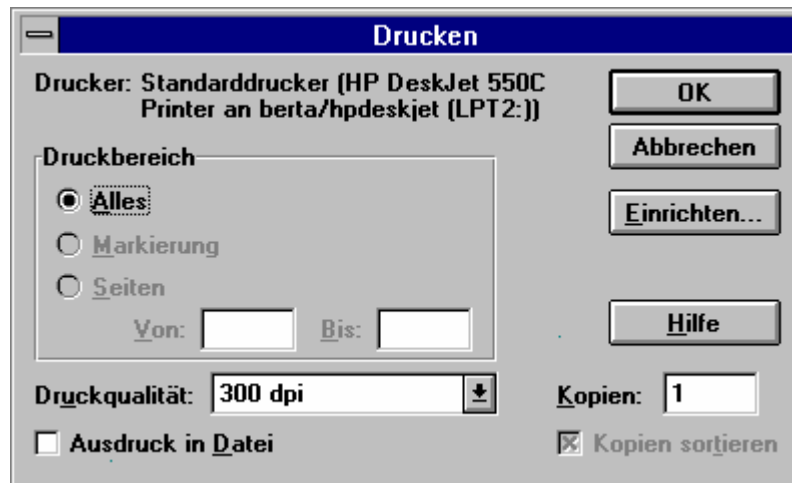 Drucken
Drucker: Standarddrucker (HP DeskJet 550C
Printer an berta/hpdeskjet (LPT2:))
OK
Abbrechen
Einrichten...
Hilfe
Druckbereich
Alles
Markierung
Seiten
Von: Bis:
Druckqualität: 300 dpi
Kopien: 1
Ausdruck in Datei
Kopien sortieren